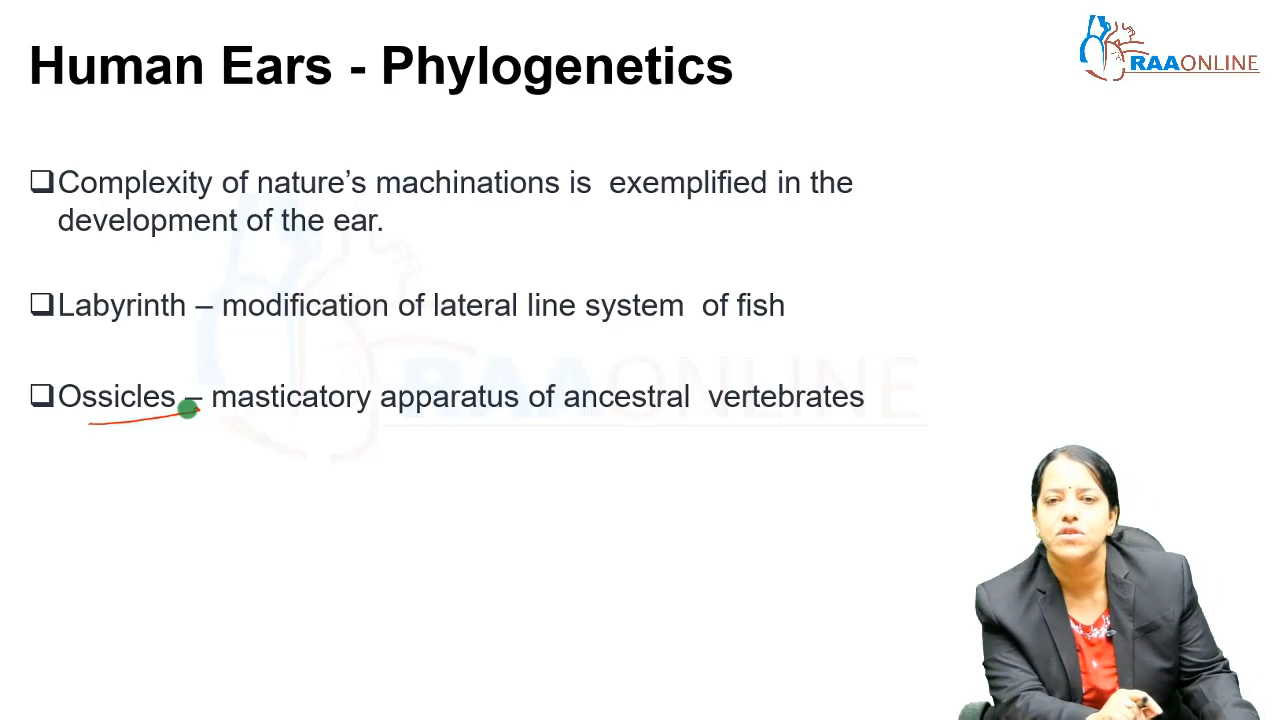 Human Ears - Phylogenetics
RAAONLINE
❑Complexity of nature’s machinations is exemplified in the
development of the ear.
❑Labyrinth – modification of lateral line system of fish
RAAONLINE
❑Ossicles – masticatory apparatus of ancestral vertebrates